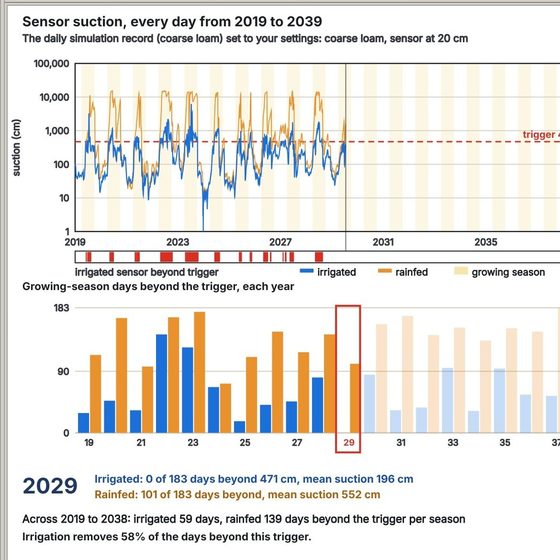 Sensor suction, every day from 2019 to 2039
The daily simulation record (coarse loam) set to your settings: coarse loam, sensor at 20 cm
suction (cm)
100,000
10,000
1,000
100
10
1
trigger 4
2019 2023 2027 2031 2035
irrigated sensor beyond trigger
irrigated rainfed growing season
Growing-season days beyond the trigger, each year
183
90
0
19 21 23 25 27 29 31 33 35 37
2029
Irrigated: 0 of 183 days beyond 471 cm, mean suction 196 cm
Rainfed: 101 of 183 days beyond, mean suction 552 cm
Across 2019 to 2038: irrigated 59 days, rainfed 139 days beyond the trigger per season
Irrigation removes 58% of the days beyond this trigger.